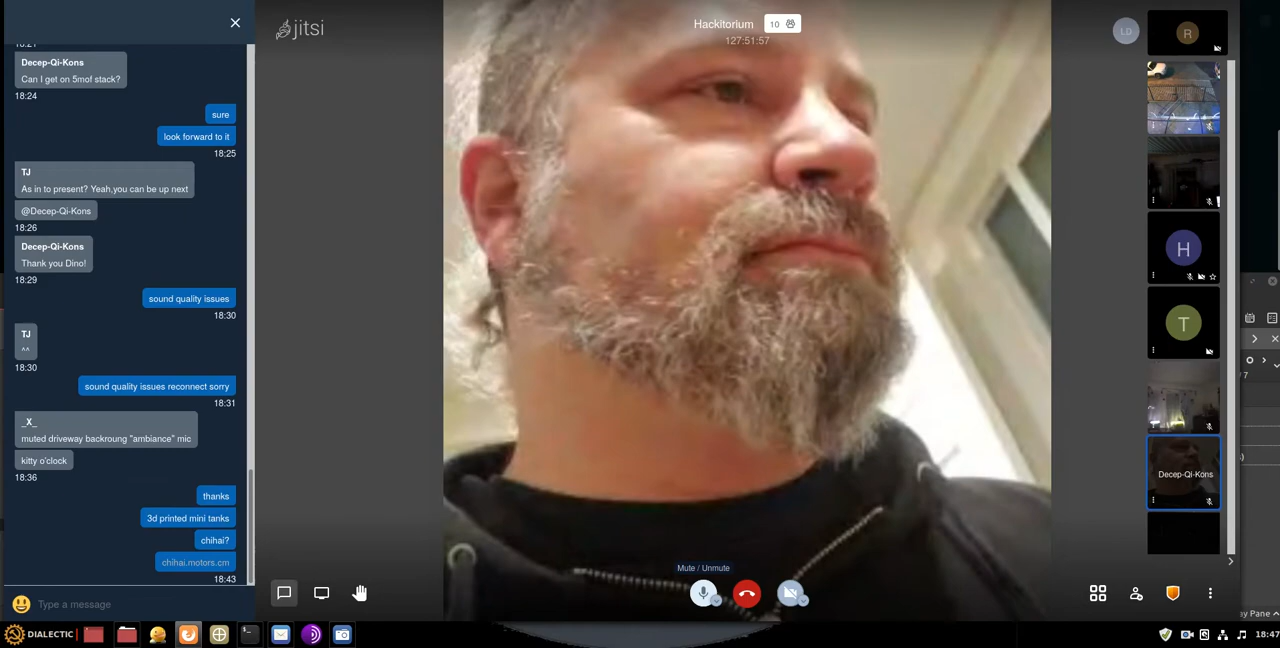 Decep-Qi-Kons
Can I get on 5mof stack?
18:24
sure
look forward to it
18:25
TJ
As in to present? Yeah,you can be up next
@Decep-Qi-Kons
18:26
Decep-Qi-Kons
Thank you Dino!
18:29
sound quality issues
18:30
TJ
^^
18:30
sound quality issues reconnect sorry
18:31
_X_
muted driveway backroung "ambiance" mic
kitty o'clock
18:36
thanks
3d printed mini tanks
chihai?
chihai.motors.cm
18:43
Type a message
DIALECTIC
jitsi
Hackitorium
10
127:51:57
Mute / Unmute
LD
R
H
T
Decep-Qi-Kons
ay Pane
18:47